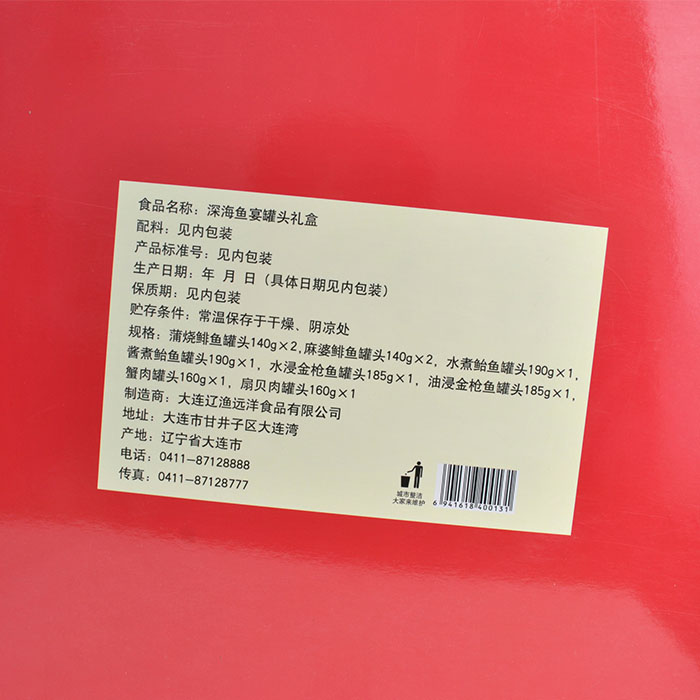 食品名称：深海鱼宴罐头礼盒
配料：见内包装
产品标准号：见内包装
生产日期：年 月 日（具体日期见内包装）
保质期：见内包装
贮存条件：常温保存于干燥、阴凉处
规格：蒲烧鲱鱼罐头140g×2,麻婆鲱鱼罐头140g×2，水煮鲐鱼罐头190g×1，
酱煮鲐鱼罐头190g×1，水浸金枪鱼罐头185g×1，油浸金枪鱼罐头185g×1，
蟹肉罐头160g×1，扇贝肉罐头160g×1
制造商：大连辽渔远洋食品有限公司
地址：大连市甘井子区大连湾
产地：辽宁省大连市
电话：0411-87128888
传真：0411-87128777
城市整洁
大家来维护
6 941618 400131